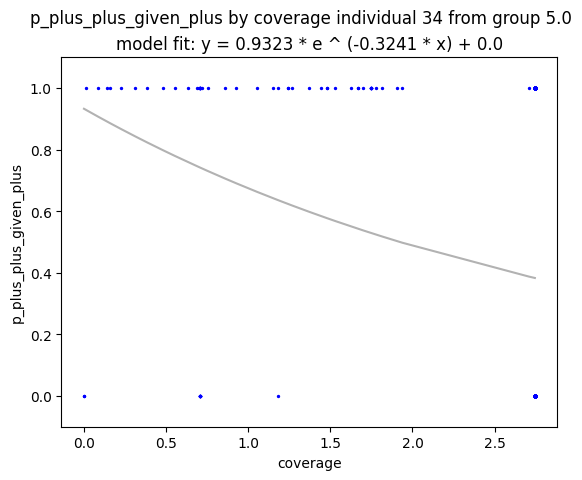 p_plus_plus_given_plus by coverage individual 34 from group 5.0
model fit: y = 0.9323 * e ^ (-0.3241 * x) + 0.0
1.0
0.8
0.6
0.4
0.2
0.0
p_plus_plus_given_plus
0.0 0.5 1.0 1.5 2.0 2.5
coverage